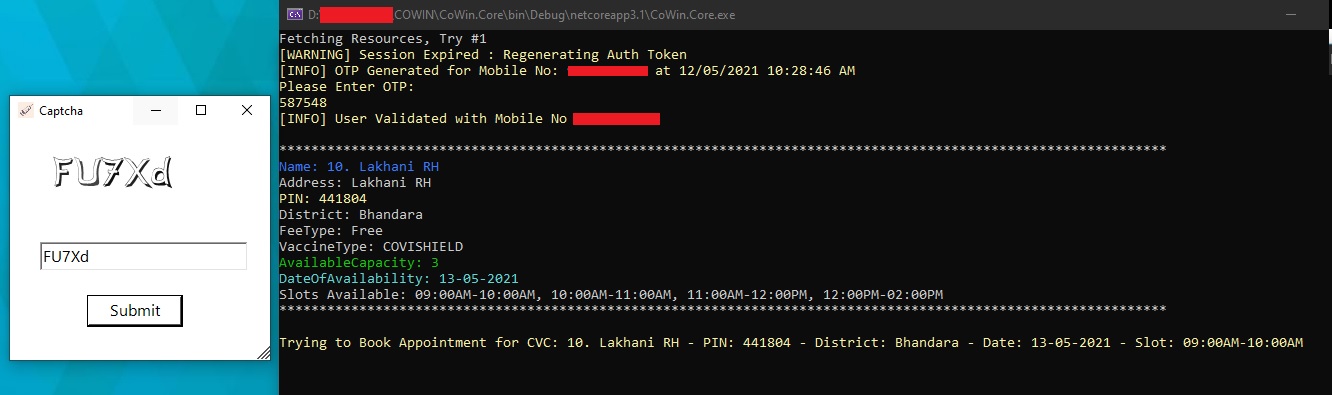 Captcha
FU7Xd
FU7Xd
Submit
D: COWIN\CoWin.Core\bin\Debug\netcoreapp3.1\CoWin.Core.exe
Fetching Resources, Try #1
[WARNING] Session Expired : Regenerating Auth Token
[INFO] OTP Generated for Mobile No: at 12/05/2021 10:28:46 AM
Please Enter OTP:
587548
[INFO] User Validated with Mobile No
***************************************************************************************************************
Name: 10. Lakhani RH
Address: Lakhani RH
PIN: 441804
District: Bhandara
FeeType: Free
VaccineType: COVISHIELD
AvailableCapacity: 3
DateOfAvailability: 13-05-2021
Slots Available: 09:00AM-10:00AM, 10:00AM-11:00AM, 11:00AM-12:00PM, 12:00PM-02:00PM
***************************************************************************************************************
Trying to Book Appointment for CVC: 10. Lakhani RH - PIN: 441804 - District: Bhandara - Date: 13-05-2021 - Slot: 09:00AM-10:00AM